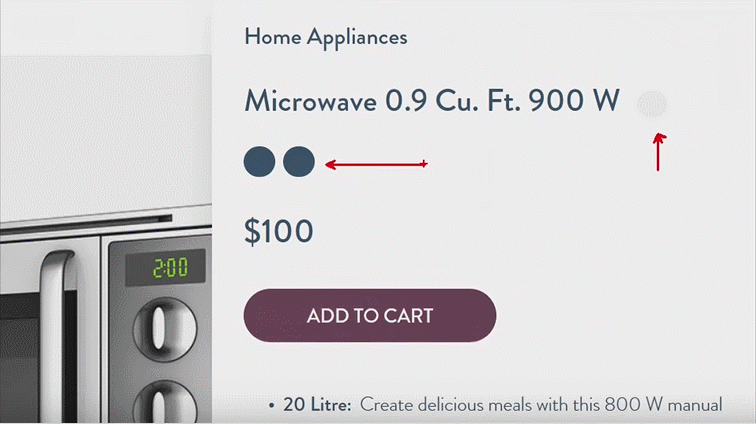 Home Appliances
Microwave 0.9 Cu. Ft. 900 W
$100
2:00
ADD TO CART
• 20 Litre: Create delicious meals with this 800 W manual